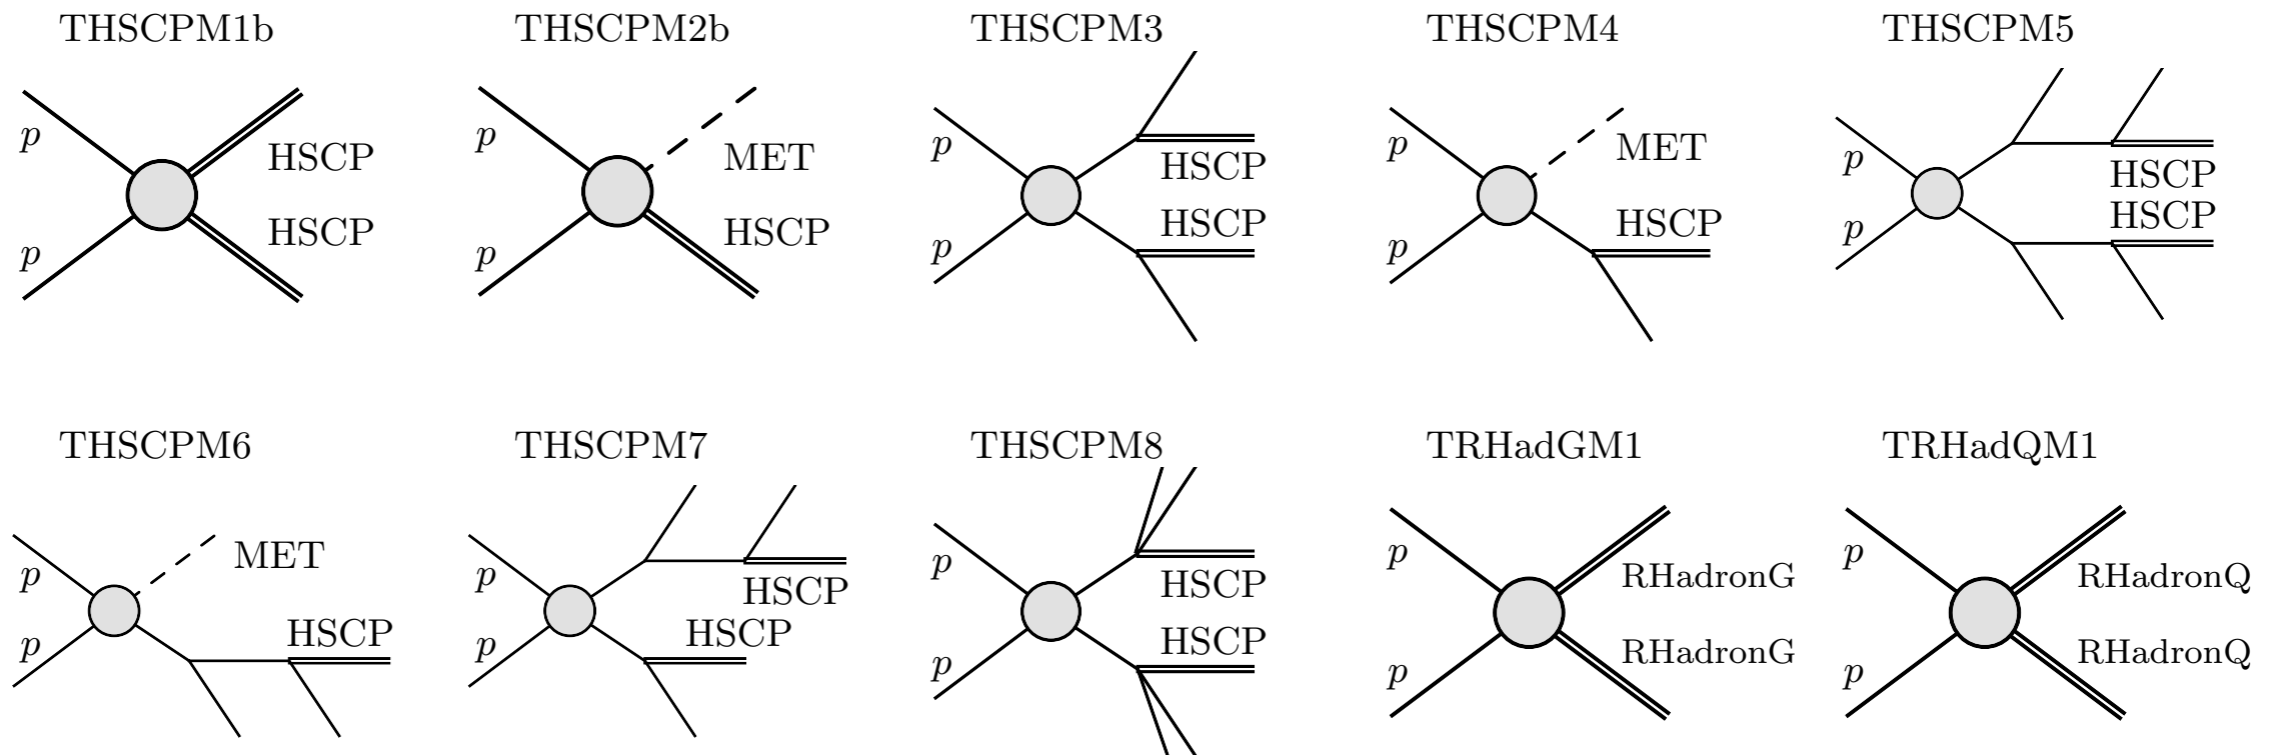 THSCPM1b
p
HSCP
HSCP
p
THSCPM2b
p
MET
HSCP
p
THSCPM3
p
HSCP
HSCP
p
THSCPM4
p
MET
HSCP
p
THSCPM5
p
HSCP
HSCP
p
THSCPM6
p
MET
HSCP
p
THSCPM7
p
HSCP
HSCP
p
THSCPM8
p
HSCP
HSCP
p
TRHadGM1
p
RHadronG
RHadronG
p
TRHadQM1
p
RHadronQ
RHadronQ
p